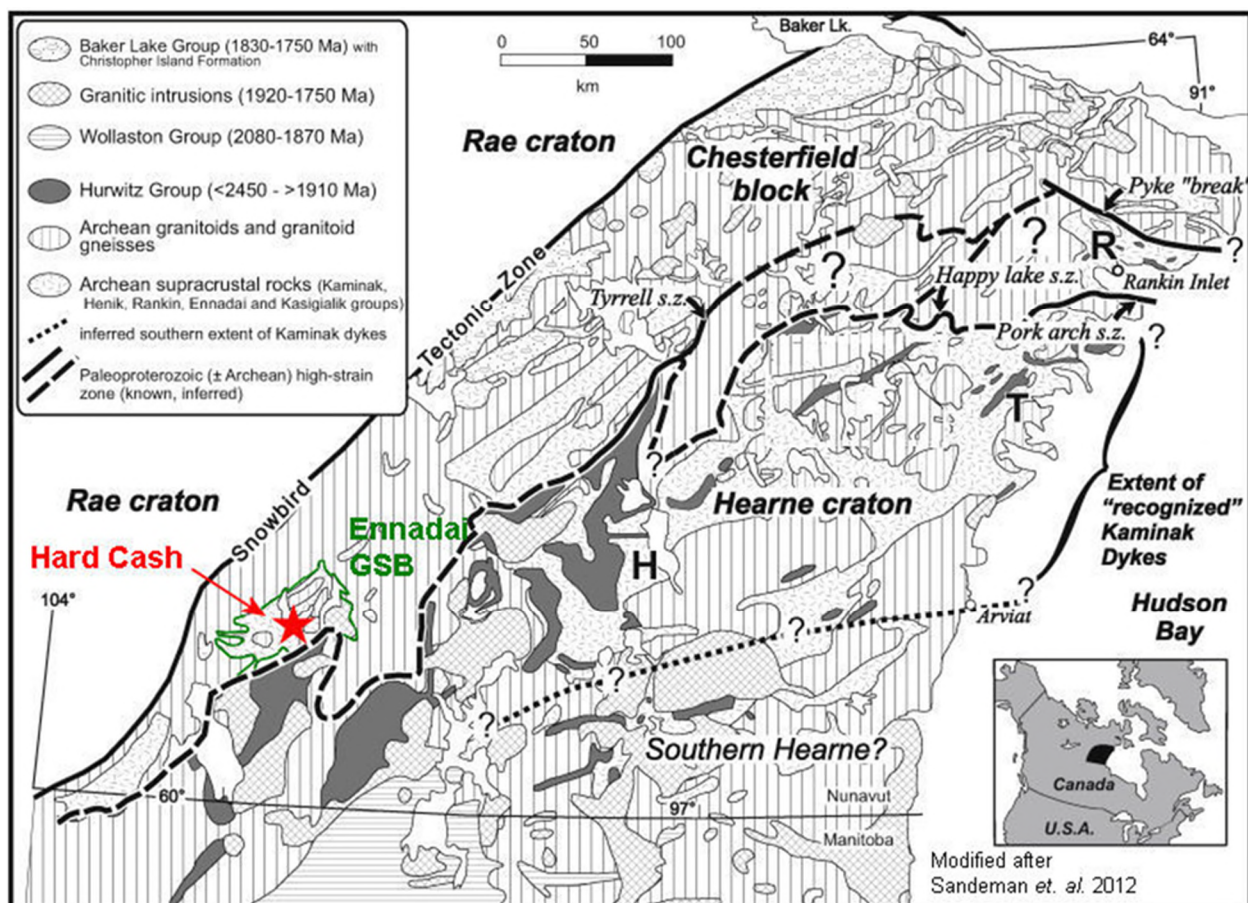 Baker Lake Group (1830-1750 Ma) with
Christopher Island Formation
Granitic intrusions (1920-1750 Ma)
Wollaston Group (2080-1870 Ma)
Hurwitz Group (<2450 - >1910 Ma)
Archean granitoids and granitoid
gneisses
Archean supracrustal rocks (Kaminak,
Henik, Rankin, Ennadai and Kasigialik groups)
inferred southern extent of Kaminak dykes
Paleoproterozoic (± Archean) high-strain
zone (known, inferred)
0 50 100
km
Baker Lk.
64°
91°
Rae craton
Chesterfield
block
Pyke "break"
?
R
?
?
Happy lake s.z.
Rankin Inlet
Tyrrell s.z.
Pork arch s.z.
?
Snowbird Tectonic Zone
T
?
Rae craton
Hearne craton
Extent of
"recognized"
Kaminak
Dykes
Ennadai
GSB
Hard Cash
H
104°
?
Arviat
Hudson
Bay
?
?
?
Southern Hearne?
60°
97°
Nunavut
Manitoba
Canada
U.S.A.
Modified after
Sandeman et. al. 2012